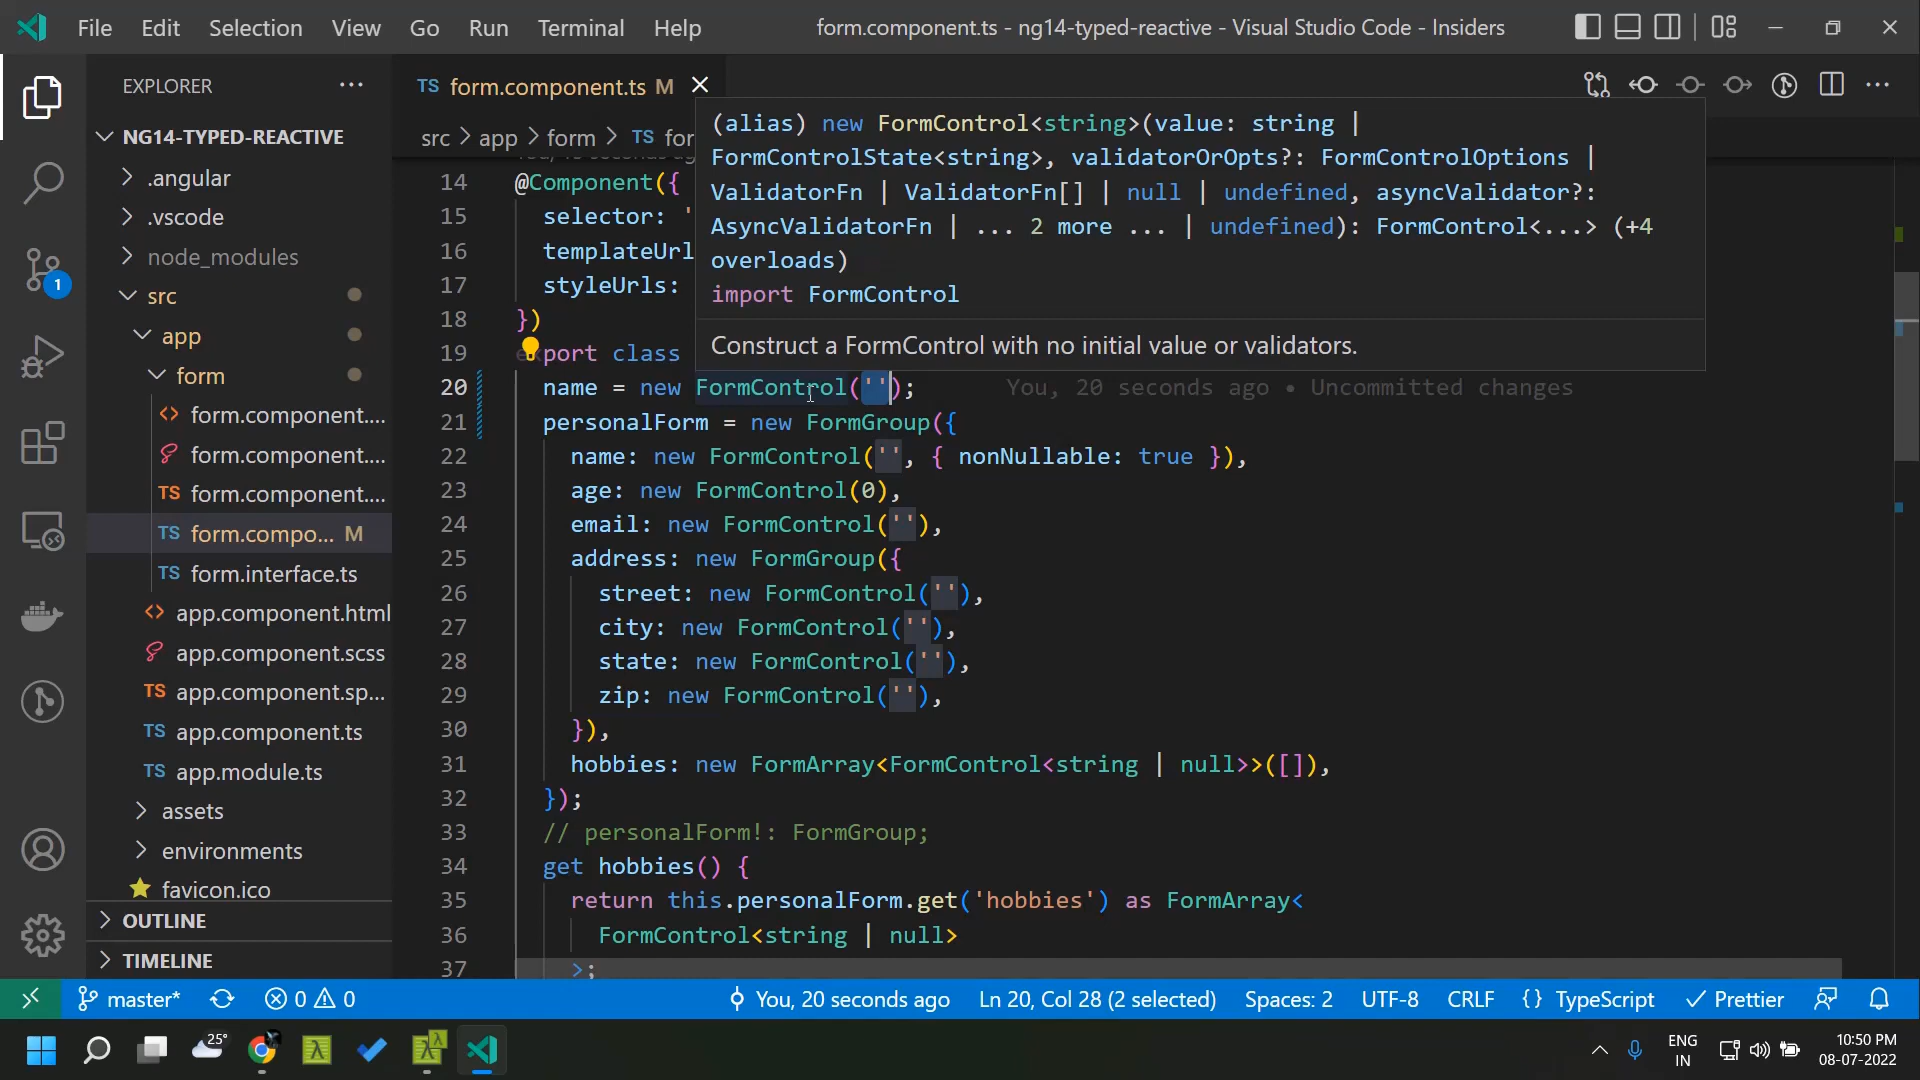 File Edit Selection View Go Run Terminal Help
form.component.ts - ng14-typed-reactive - Visual Studio Code - Insiders
EXPLORER ...
NG14-TYPED-REACTIVE
.angular
.vscode
node_modules
src
app
form
form.component....
form.component....
TS form.component....
TS form.compo... M
TS form.interface.ts
app.component.html
app.component.scss
TS app.component.sp...
TS app.component.ts
TS app.module.ts
assets
environments
favicon.ico
OUTLINE
TIMELINE
1
TS form.component.ts M
src > app > form > TS for
(alias) new FormControl<string>(value: string |
FormControlState<string>, validatorOrOpts?: FormControlOptions |
ValidatorFn | ValidatorFn[] | null | undefined, asyncValidator?:
AsyncValidatorFn | ... 2 more ... | undefined): FormControl<...> (+4
overloads)
import FormControl
Construct a FormControl with no initial value or validators.
14 @Component({
15 selector: '
16 templateUrl
17 styleUrls:
18 })
19 export class
20 name = new FormControl(''); You, 20 seconds ago • Uncommitted changes
21 personalForm = new FormGroup({
22 name: new FormControl('', { nonNullable: true }),
23 age: new FormControl(0),
24 email: new FormControl(''),
25 address: new FormGroup({
26 street: new FormControl(''),
27 city: new FormControl(''),
28 state: new FormControl(''),
29 zip: new FormControl(''),
30 }),
31 hobbies: new FormArray<FormControl<string | null>>([]),
32 });
33 // personalForm!: FormGroup;
34 get hobbies() {
35 return this.personalForm.get('hobbies') as FormArray<
36 FormControl<string | null>
37 >;
master* 0 0 You, 20 seconds ago Ln 20, Col 28 (2 selected) Spaces: 2 UTF-8 CRLF {} TypeScript Prettier
25° ENG 10:50 PM
IN 08-07-2022